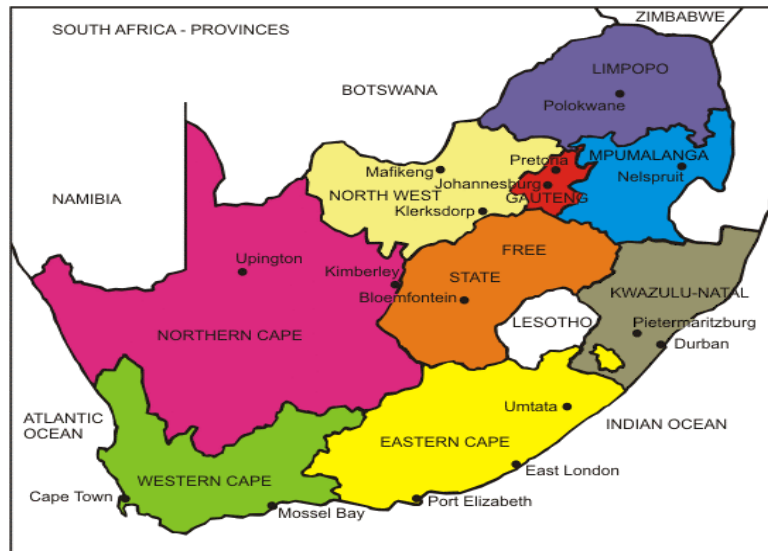 SOUTH AFRICA - PROVINCES
ZIMBABWE
LIMPOPO
BOTSWANA
Polokwane
MPUMALANGA
Pretoria
Mafikeng
Nelspruit
Johannesburg
NORTH WEST
GAUTENG
NAMIBIA
Klerksdorp
FREE
Upington
Kimberley
STATE
KWAZULU-NATAL
Bloemfontein
LESOTHO
Pietermaritzburg
NORTHERN CAPE
Durban
Umtata
ATLANTIC
OCEAN
INDIAN OCEAN
EASTERN CAPE
East London
WESTERN CAPE
Cape Town
Port Elizabeth
Mossel Bay